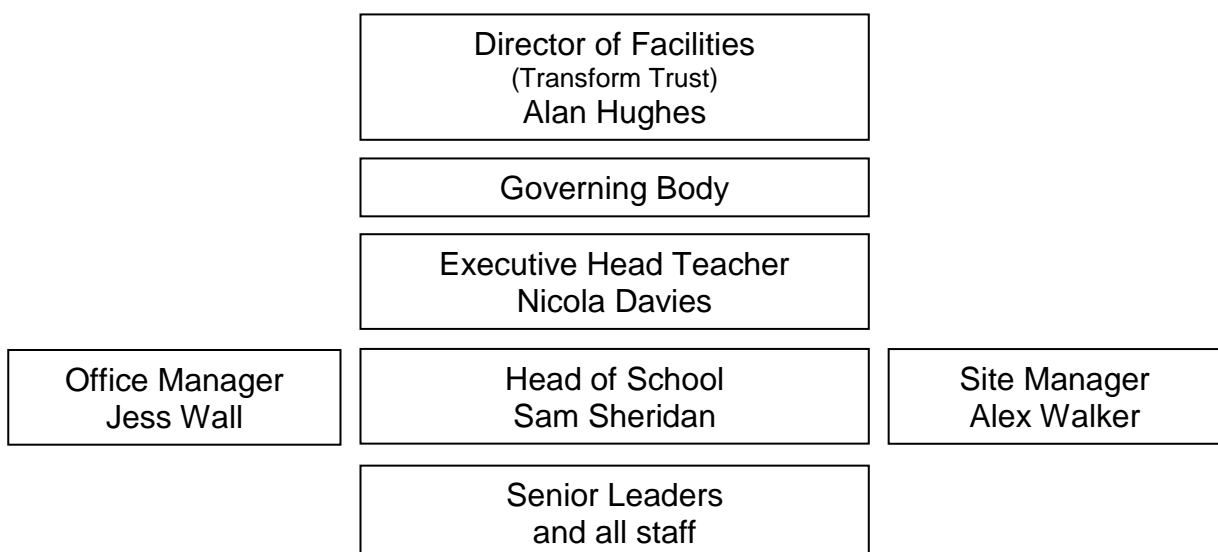 Director of Facilities
(Transform Trust)
Alan Hughes
Governing Body
Executive Head Teacher
Nicola Davies
Office Manager
Jess Wall
Head of School
Sam Sheridan
Site Manager
Alex Walker
Senior Leaders
and all staff